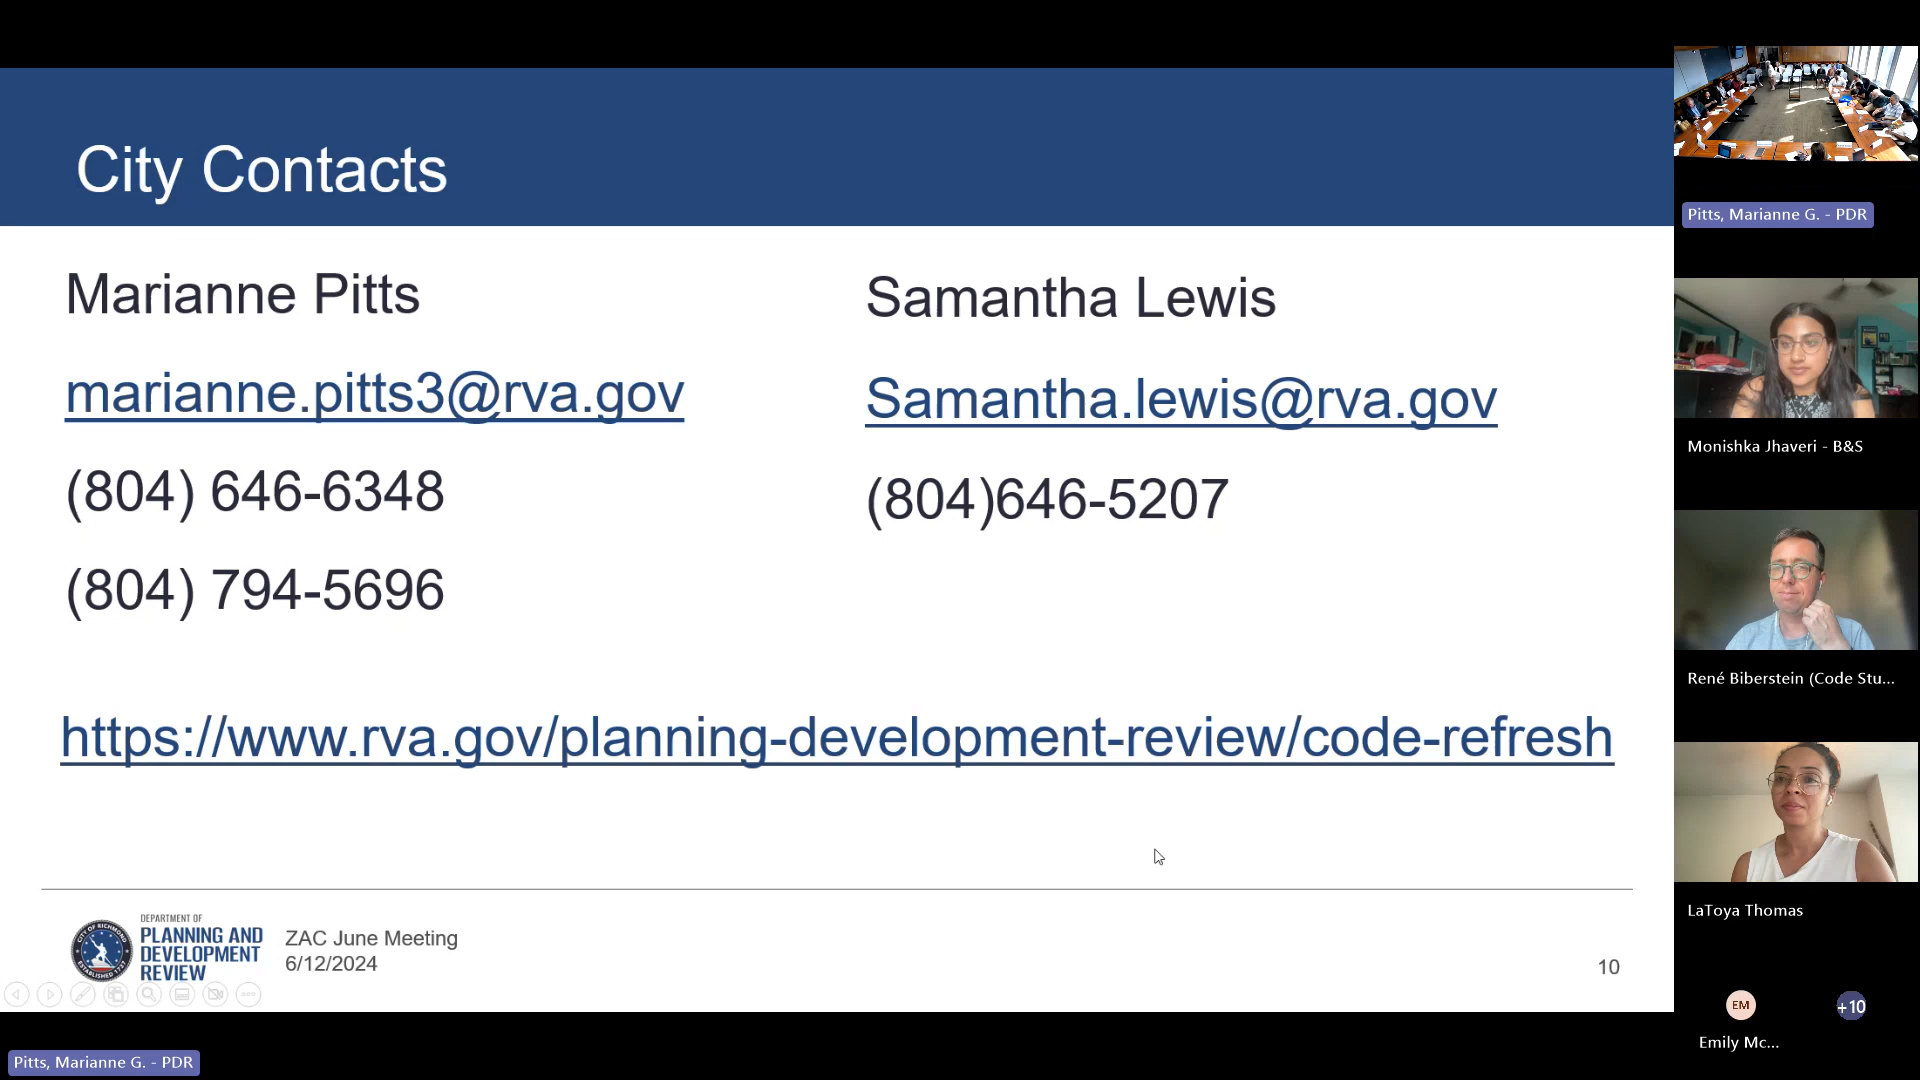 City Contacts
Marianne Pitts
marianne.pitts3@rva.gov
(804) 646-6348
(804) 794-5696
Samantha Lewis
Samantha.lewis@rva.gov
(804)646-5207
https://www.rva.gov/planning-development-review/code-refresh
CITY OF RICHMOND
DEPARTMENT OF
PLANNING AND
DEVELOPMENT
REVIEW
ZAC June Meeting
6/12/2024
10
Pitts, Marianne G. - PDR
Pitts, Marianne G. - PDR
Monishka Jhaveri - B&S
René Biberstein (Code Stu...
LaToya Thomas
EM
+10
Emily Mc...